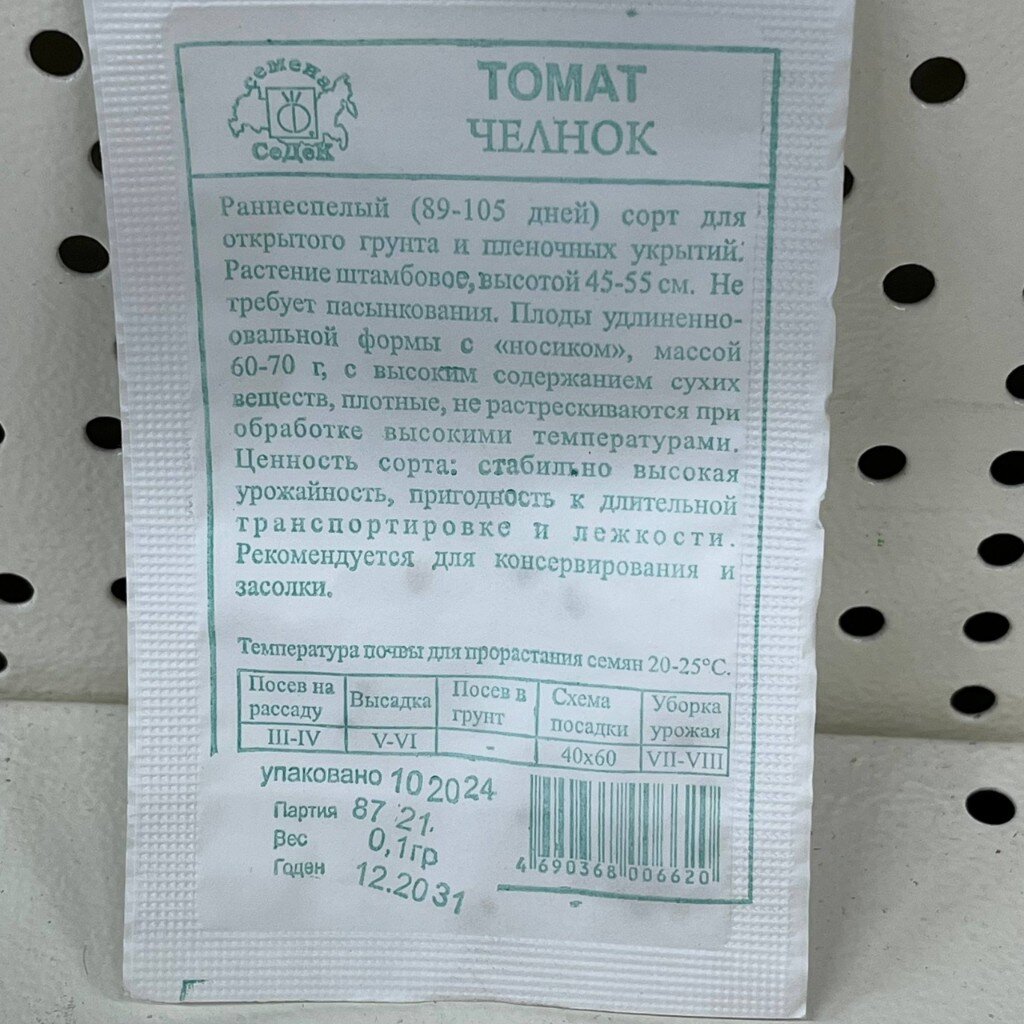 семена
СеДеК
ТОМАТ
ЧЕЛНОК
Раннеспелый (89-105 дней) сорт для
открытого грунта и пленочных укрытий.
Растение штамбовое, высотой 45-55 см. Не
требует пасынкования. Плоды удлиненно-
овальной формы с «носиком», массой
60-70 г, с высоким содержанием сухих
веществ, плотные, не растрескиваются при
обработке высокими температурами.
Ценность сорта: стабильно высокая
урожайность, пригодность к длительной
транспортировке и лежкости.
Рекомендуется для консервирования и
засолки.
Температура почвы для прорастания семян 20-25°С.
Посев на рассаду Высадка Посев в грунт Схема посадки Уборка урожая
III-IV V-VI - 40x60 VII-VIII
упаковано 10 2024
Партия 87 21.
Вес 0,1гр
Годен 12.2031
4 690368 006620